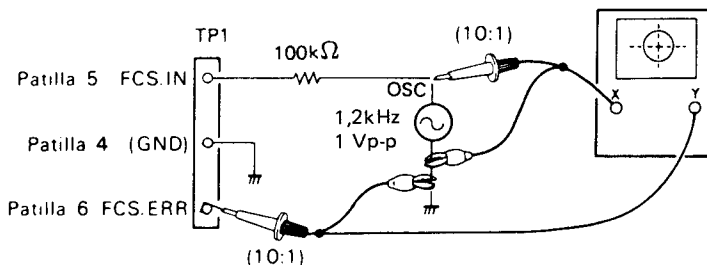 TP1
100kΩ
(10:1)
Patilla 5 FCS.IN
OSC
X
Y
1,2kHz
1 Vp-p
Patilla 4 (GND)
Patilla 6 FCS.ERR
(10:1)